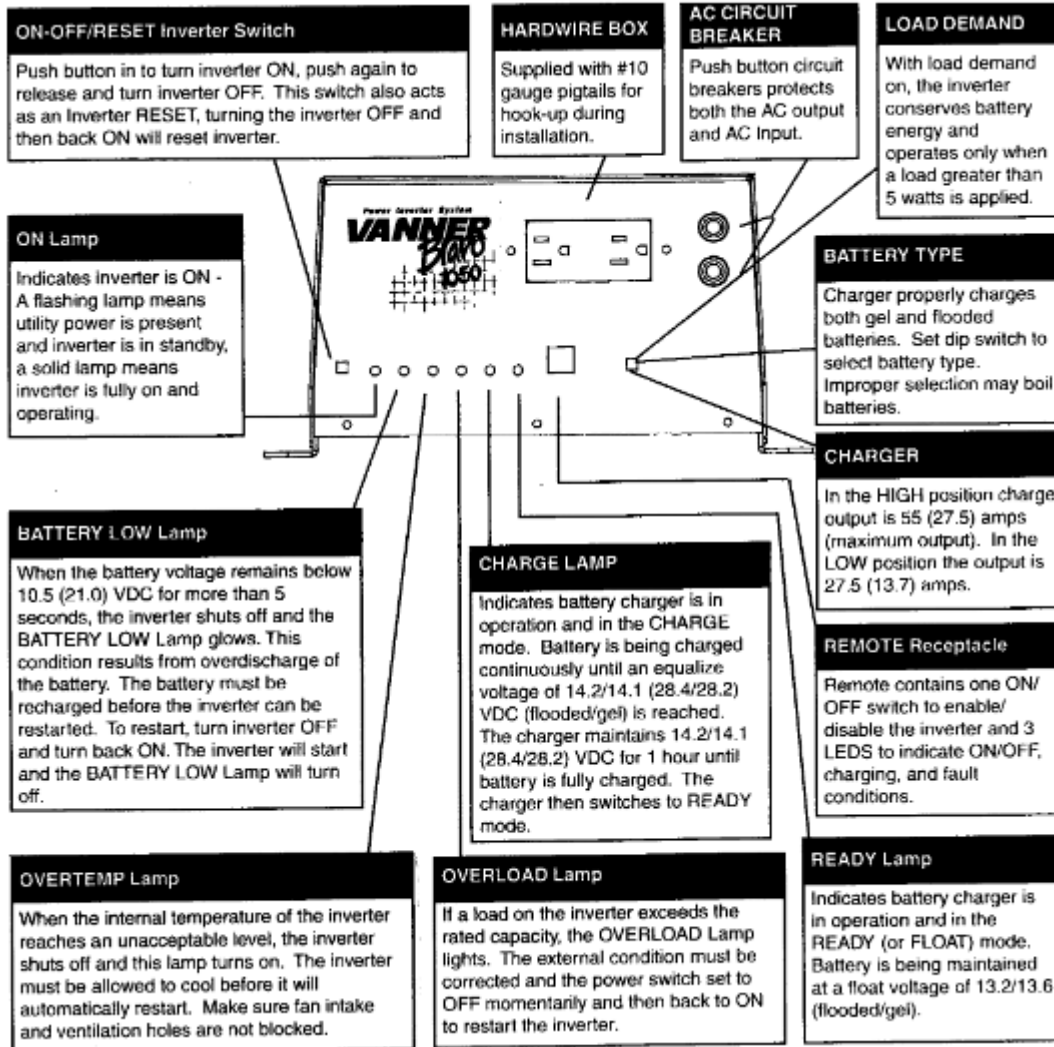 ON-OFF/RESET Inverter Switch
Push button in to turn inverter ON, push again to
release and turn inverter OFF. This switch also acts
as an Inverter RESET, turning the inverter OFF and
then back ON will reset inverter.
HARDWIRE BOX
Supplied with #10
gauge pigtails for
hook-up during
installation.
AC CIRCUIT
BREAKER
Push button circuit
breakers protects
both the AC output
and AC Input.
LOAD DEMAND
With load demand
on, the inverter
conserves battery
energy and
operates only when
a load greater than
5 watts is applied.
Power Inverter System
VANNER
Bravo
1050
ON Lamp
Indicates inverter is ON -
A flashing lamp means
utility power is present
and inverter is in standby,
a solid lamp means
inverter is fully on and
operating.
BATTERY TYPE
Charger properly charges
both gel and flooded
batteries. Set dip switch to
select battery type.
Improper selection may boil
batteries.
CHARGER
In the HIGH position charge
output is 55 (27.5) amps
(maximum output). In the
LOW position the output is
27.5 (13.7) amps.
BATTERY LOW Lamp
When the battery voltage remains below
10.5 (21.0) VDC for more than 5
seconds, the inverter shuts off and the
BATTERY LOW Lamp glows. This
condition results from overdischarge of
the battery. The battery must be
recharged before the inverter can be
restarted. To restart, turn inverter OFF
and turn back ON. The inverter will start
and the BATTERY LOW Lamp will turn
off.
CHARGE LAMP
Indicates battery charger is in
operation and in the CHARGE
mode. Battery is being charged
continuously until an equalize
voltage of 14.2/14.1 (28.4/28.2)
VDC (flooded/gel) is reached.
The charger maintains 14.2/14.1
(28.4/28.2) VDC for 1 hour until
battery is fully charged. The
charger then switches to READY
mode.
REMOTE Receptacle
Remote contains one ON/
OFF switch to enable/
disable the inverter and 3
LEDS to indicate ON/OFF,
charging, and fault
conditions.
OVERTEMP Lamp
When the internal temperature of the inverter
reaches an unacceptable level, the inverter
shuts off and this lamp turns on. The inverter
must be allowed to cool before it will
automatically restart. Make sure fan intake
and ventilation holes are not blocked.
OVERLOAD Lamp
If a load on the inverter exceeds the
rated capacity, the OVERLOAD Lamp
lights. The external condition must be
corrected and the power switch set to
OFF momentarily and then back to ON
to restart the inverter.
READY Lamp
Indicates battery charger is
in operation and in the
READY (or FLOAT) mode.
Battery is being maintained
at a float voltage of 13.2/13.6
(flooded/gel).